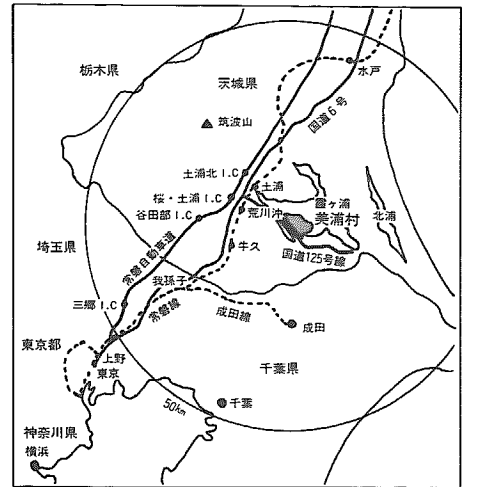 栃木県
茨城県
水戸
筑波山
国道6号
土浦北I.C
土浦
桜・土浦I.C
霞ヶ浦
谷田部I.C
荒川沖
美浦村
北浦
牛久
国道125号線
埼玉県
常磐自動車道
我孫子
三郷I.C
常磐線
成田線
成田
東京都
上野
東京
千葉県
50km
千葉
神奈川県
横浜